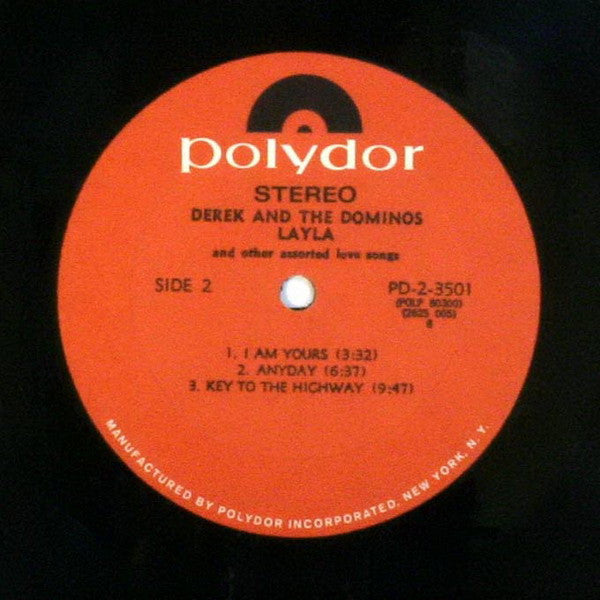 polydor
STEREO
DEREK AND THE DOMINOS
LAYLA
and other assorted love songs
SIDE 2
PD-2-3501
(POLP 80300)
(2625 005)
8
1. I AM YOURS (3:32)
2. ANYDAY (6:37)
3. KEY TO THE HIGHWAY (9:47)
MANUFACTURED BY POLYDOR INCORPORATED, NEW YORK, N. Y.